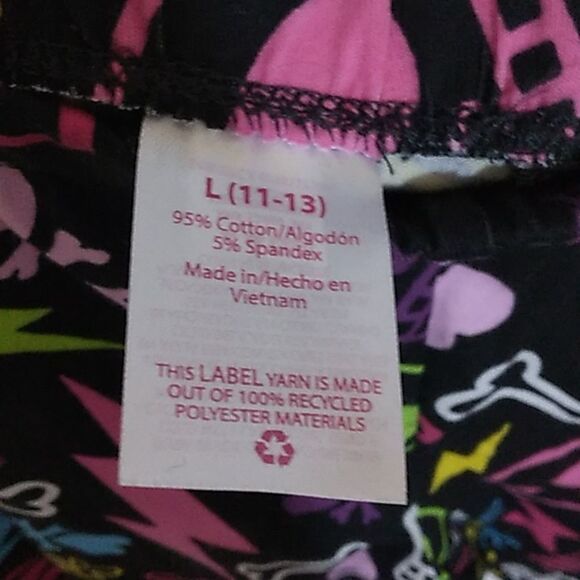 L (11-13)
95% Cotton/Algodón
5% Spandex
Made in/Hecho en
Vietnam
THIS LABEL YARN IS MADE
OUT OF 100% RECYCLED
POLYESTER MATERIALS